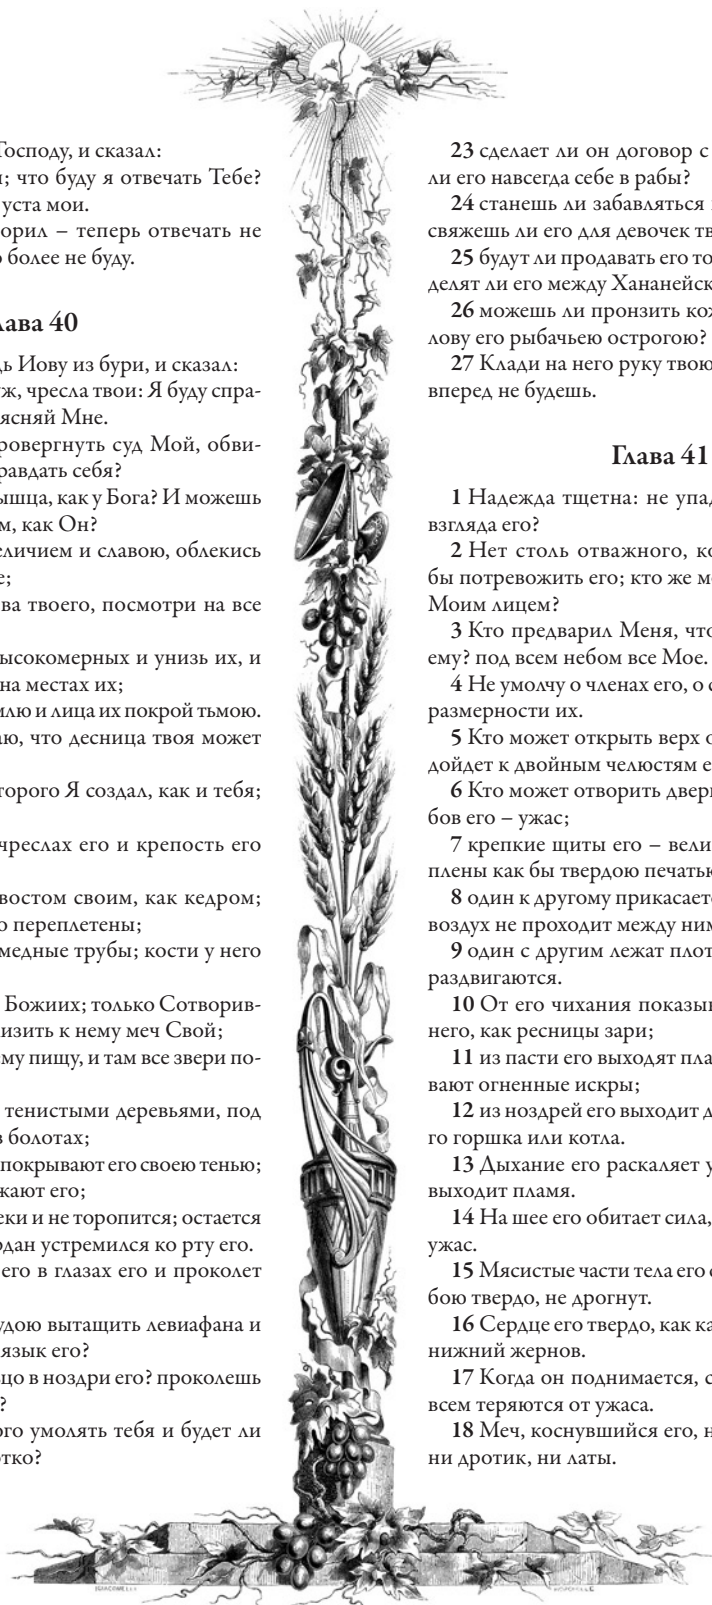 Господу, и сказал:
; что буду я отвечать Тебе?
уста мои.
орил – теперь отвечать не
более не буду.
лава 40
дь Иову из бури, и сказал:
ж, чресла твои: Я буду спра-
ясняй Мне.
ровергнуть суд Мой, обви-
равдать себя?
ышца, как у Бога? И можешь
м, как Он?
еличием и славою, облекись
е;
ва твоего, посмотри на все
ысокомерных и унизь их, и
на местах их;
млю и лица их покрой тьмою.
аю, что десница твоя может
торого Я создал, как и тебя;
чреслах его и крепость его
востом своим, как кедром;
о переплетены;
медные трубы; кости у него
Божиих; только Сотворив-
изить к нему меч Свой;
му пищу, и там все звери по-
тенистыми деревьями, под
в болотах;
покрывают его своею тенью;
жают его;
еки и не торопится; остается
рдан устремился ко рту его.
его в глазах его и проколет
удою вытащить левиафана и
язык его?
цо в ноздри его? проколешь
?
ого умолять тебя и будет ли
тко?
23 сделает ли он договор с
ли его навсегда себе в рабы?
24 станешь ли забавляться
свяжешь ли его для девочек тв
25 будут ли продавать его то
делят ли его между Хананейск
26 можешь ли пронзить кож
лову его рыбачьею острогою?
27 Клади на него руку твою
вперед не будешь.
Глава 41
1 Надежда тщетна: не упад
взгляда его?
2 Нет столь отважного, ко
бы потревожить его; кто же мо
Моим лицем?
3 Кто предварил Меня, что
ему? под всем небом все Мое.
4 Не умолчу о членах его, о с
размерности их.
5 Кто может открыть верх о
дойдет к двойным челюстям е
6 Кто может отворить двери
бов его – ужас;
7 крепкие щиты его – вели
плены как бы твердою печатью
8 один к другому прикасаетс
воздух не проходит между ним
9 один с другим лежат плот
раздвигаются.
10 От его чихания показыв
него, как ресницы зари;
11 из пасти его выходят пла
вают огненные искры;
12 из ноздрей его выходит д
го горшка или котла.
13 Дыхание его раскаляет у
выходит пламя.
14 На шее его обитает сила,
ужас.
15 Мясистые части тела его с
бою твердо, не дрогнут.
16 Сердце его твердо, как ка
нижний жернов.
17 Когда он поднимается, с
всем теряются от ужаса.
18 Меч, коснувшийся его, н
ни дротик, ни латы.